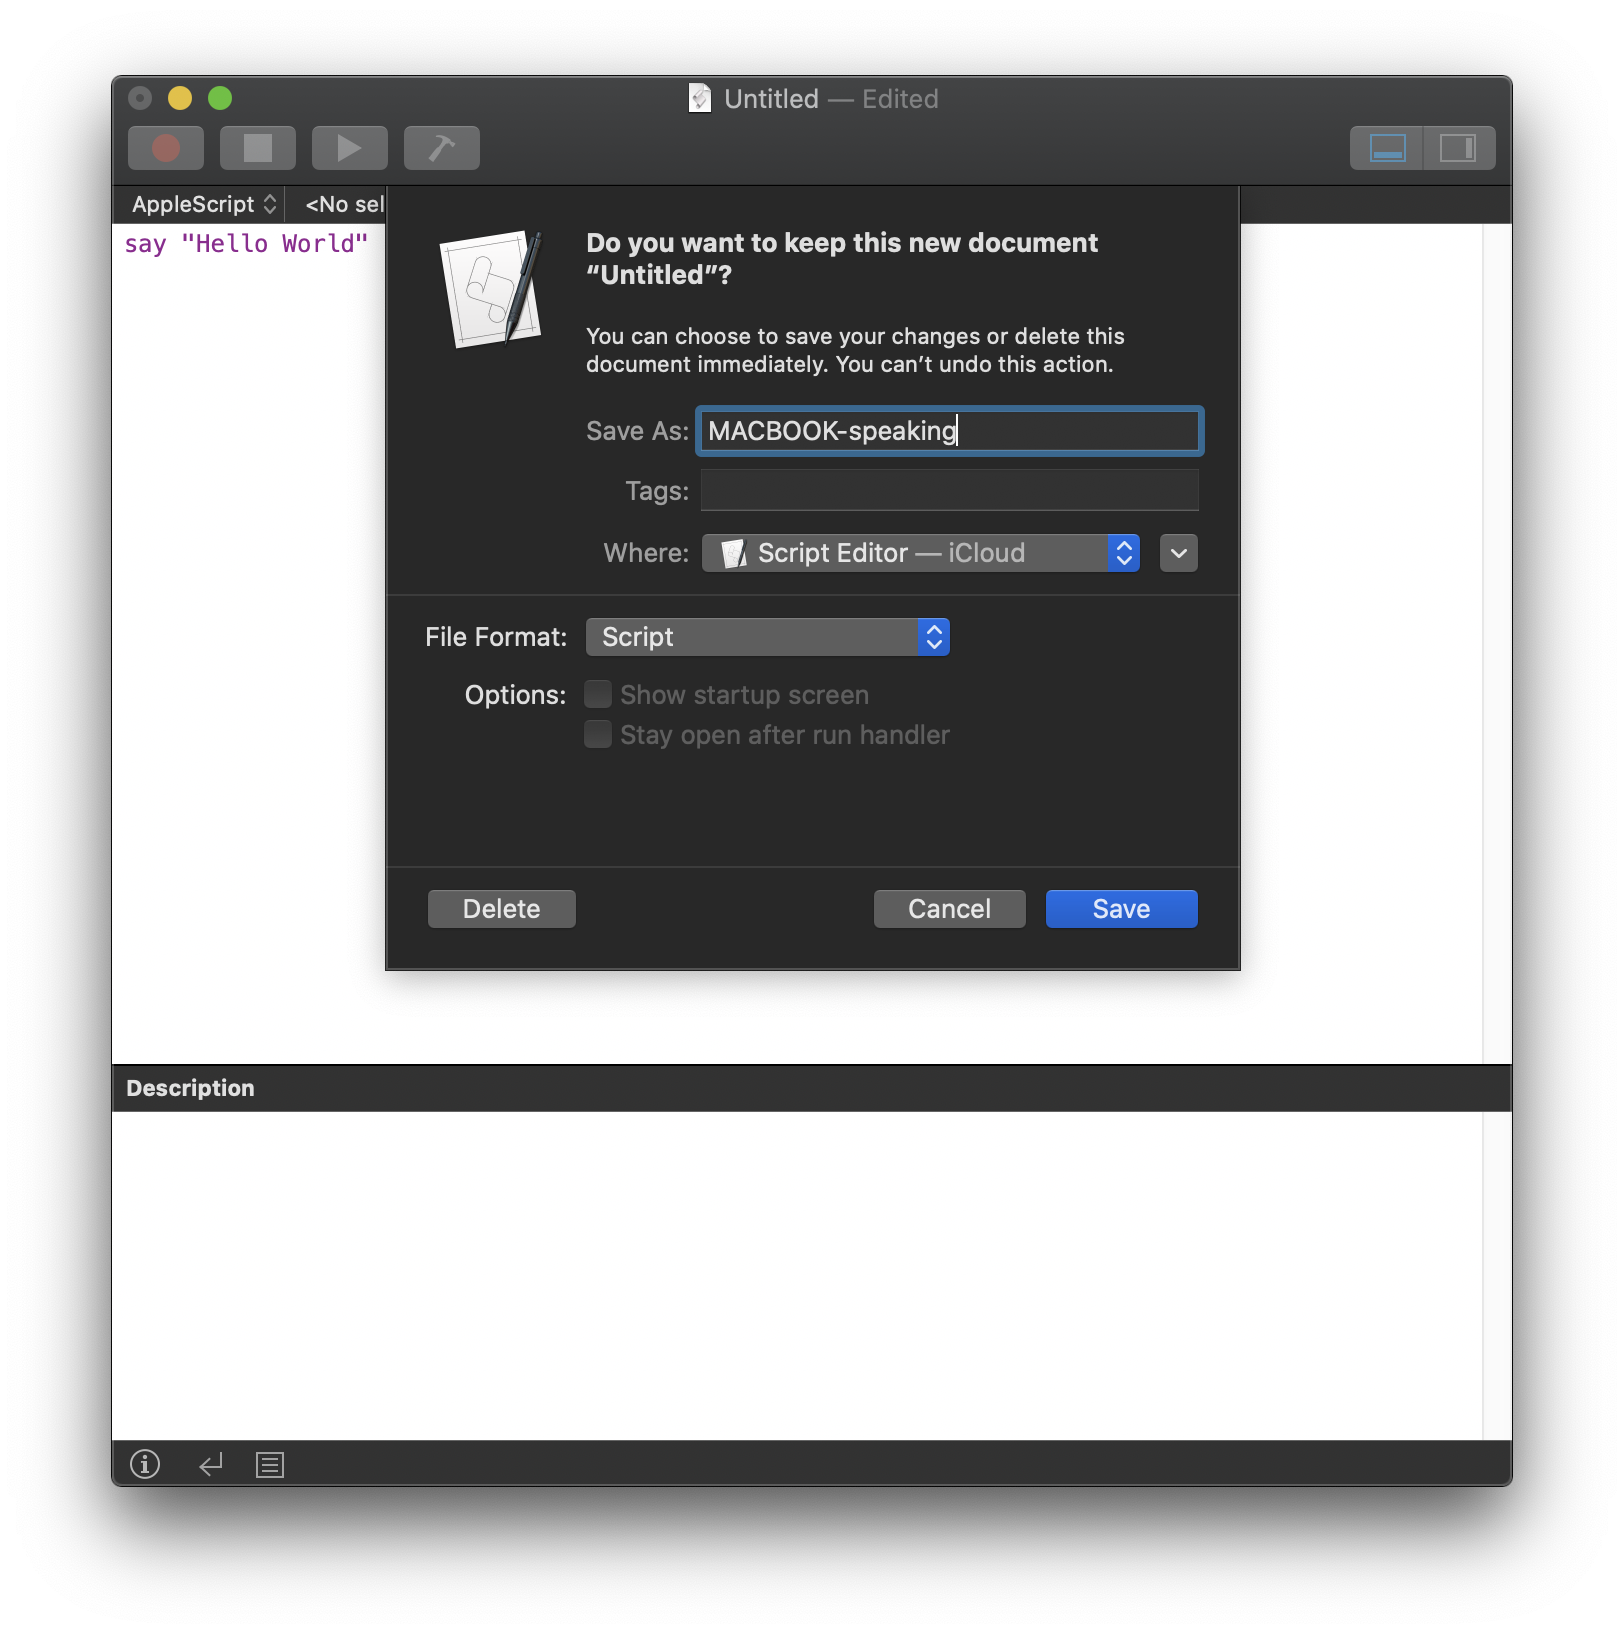 Untitled — Edited
AppleScript <No sel
say "Hello World"
Do you want to keep this new document
“Untitled”?
You can choose to save your changes or delete this
document immediately. You can’t undo this action.
Save As: MACBOOK-speaking
Tags:
Where: Script Editor — iCloud
File Format: Script
Options: Show startup screen
Stay open after run handler
Delete Cancel Save
Description